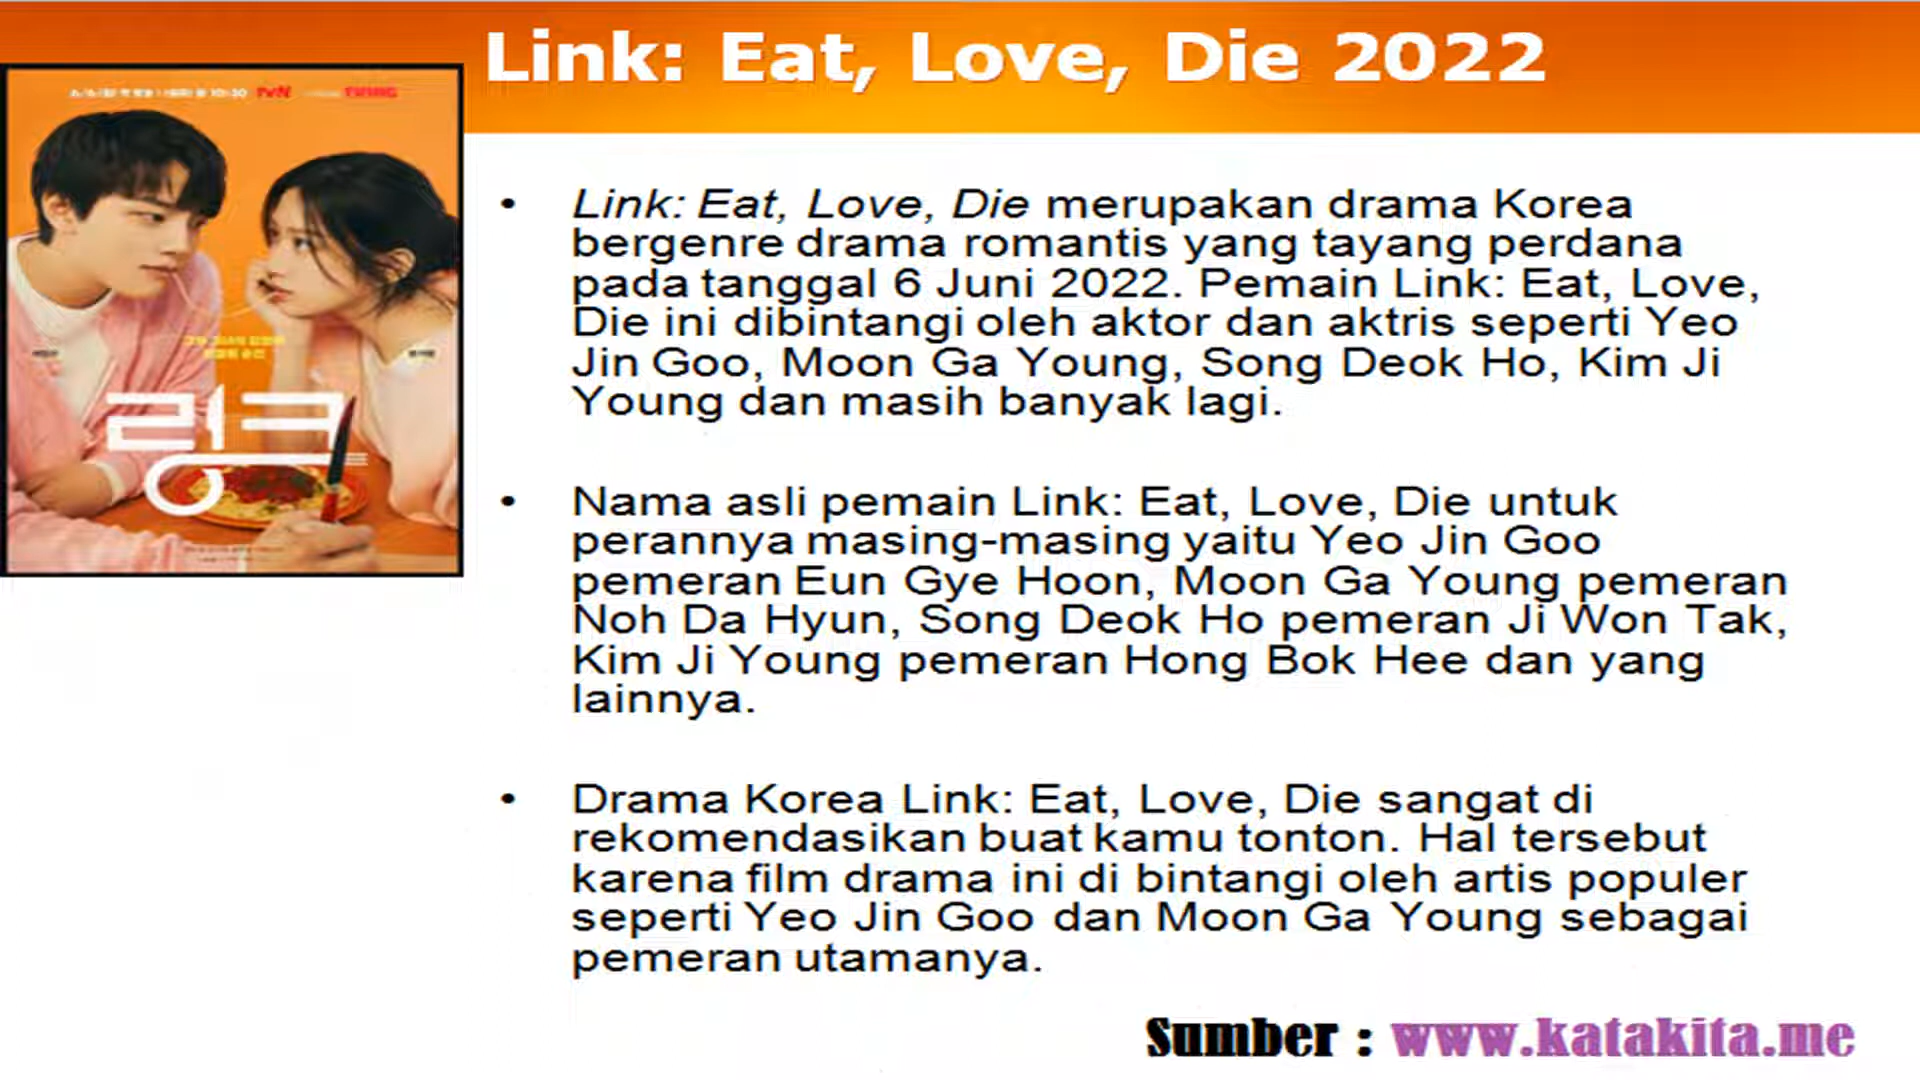 Link: Eat, Love, Die 2022
10:30 tvN TVING
링크
• Link: Eat, Love, Die merupakan drama Korea
bergenre drama romantis yang tayang perdana
pada tanggal 6 Juni 2022. Pemain Link: Eat, Love,
Die ini dibintangi oleh aktor dan aktris seperti Yeo
Jin Goo, Moon Ga Young, Song Deok Ho, Kim Ji
Young dan masih banyak lagi.
• Nama asli pemain Link: Eat, Love, Die untuk
perannya masing-masing yaitu Yeo Jin Goo
pemeran Eun Gye Hoon, Moon Ga Young pemeran
Noh Da Hyun, Song Deok Ho pemeran Ji Won Tak,
Kim Ji Young pemeran Hong Bok Hee dan yang
lainnya.
• Drama Korea Link: Eat, Love, Die sangat di
rekomendasikan buat kamu tonton. Hal tersebut
karena film drama ini di bintangi oleh artis populer
seperti Yeo Jin Goo dan Moon Ga Young sebagai
pemeran utamanya.
Sumber : www.katakita.me